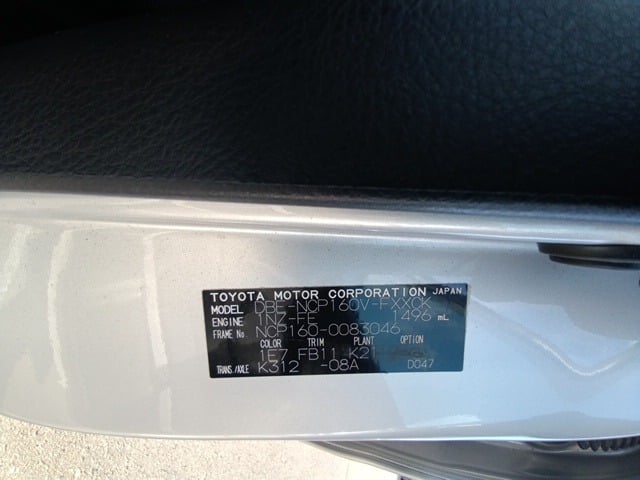 TOYOTA MOTOR CORPORATION JAPAN
MODEL DBE-NCP160V-FXXCK
ENGINE 1NZ-FE 1496 mL
FRAME No. NCP160-0083046
COLOR TRIM PLANT OPTION
1E7 FB11 K21
TRANS./AXLE K312 -08A D047